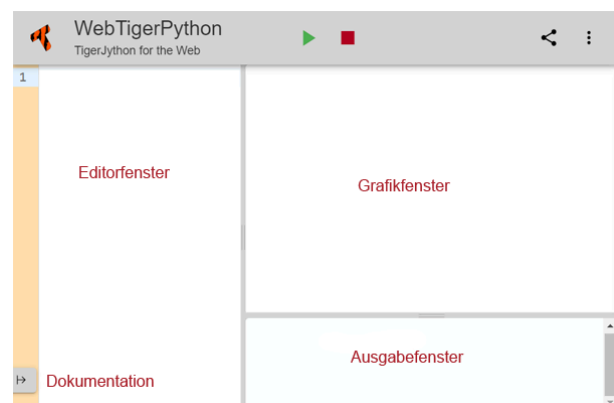 WebTigerPython
TigerJython for the Web
1
Editorfenster
Grafikfenster
Ausgabefenster
Dokumentation